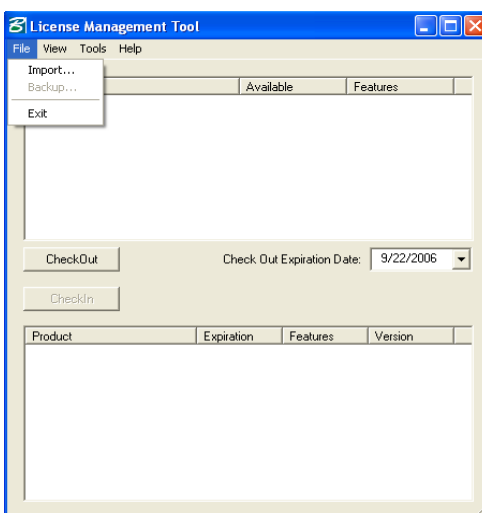 License Management Tool
File View Tools Help
Import...
Backup...
Exit
Available Features
CheckOut Check Out Expiration Date: 9/22/2006
CheckIn
Product Expiration Features Version